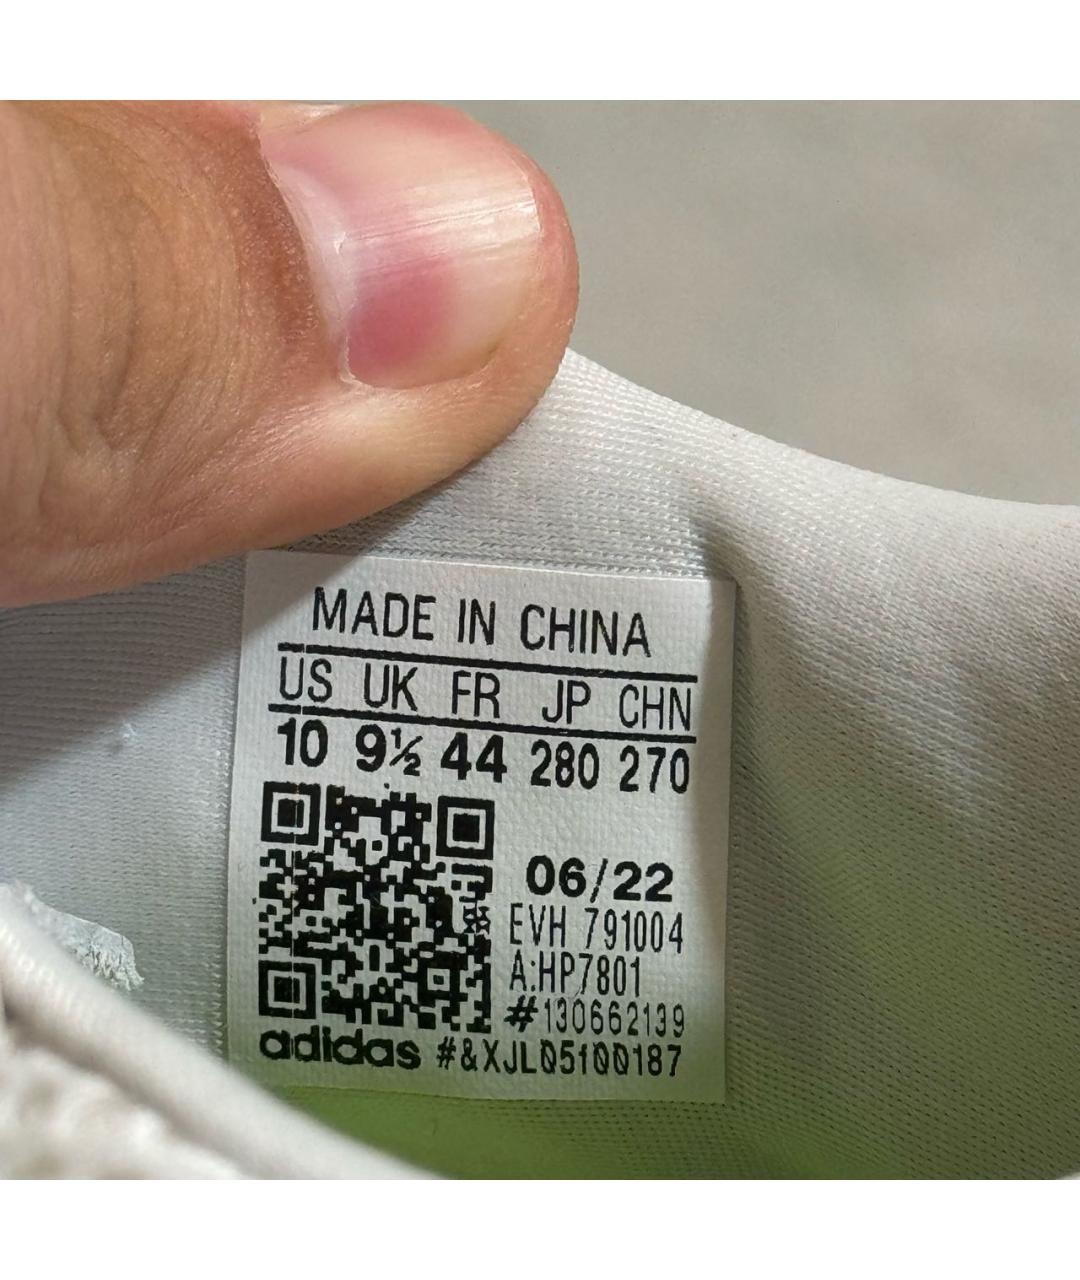 MADE IN CHINA
US UK FR JP CHN
10 9½ 44 280 270
06/22
EVH 791004
A:HP7801
#130662139
adidas #&XJL05100187